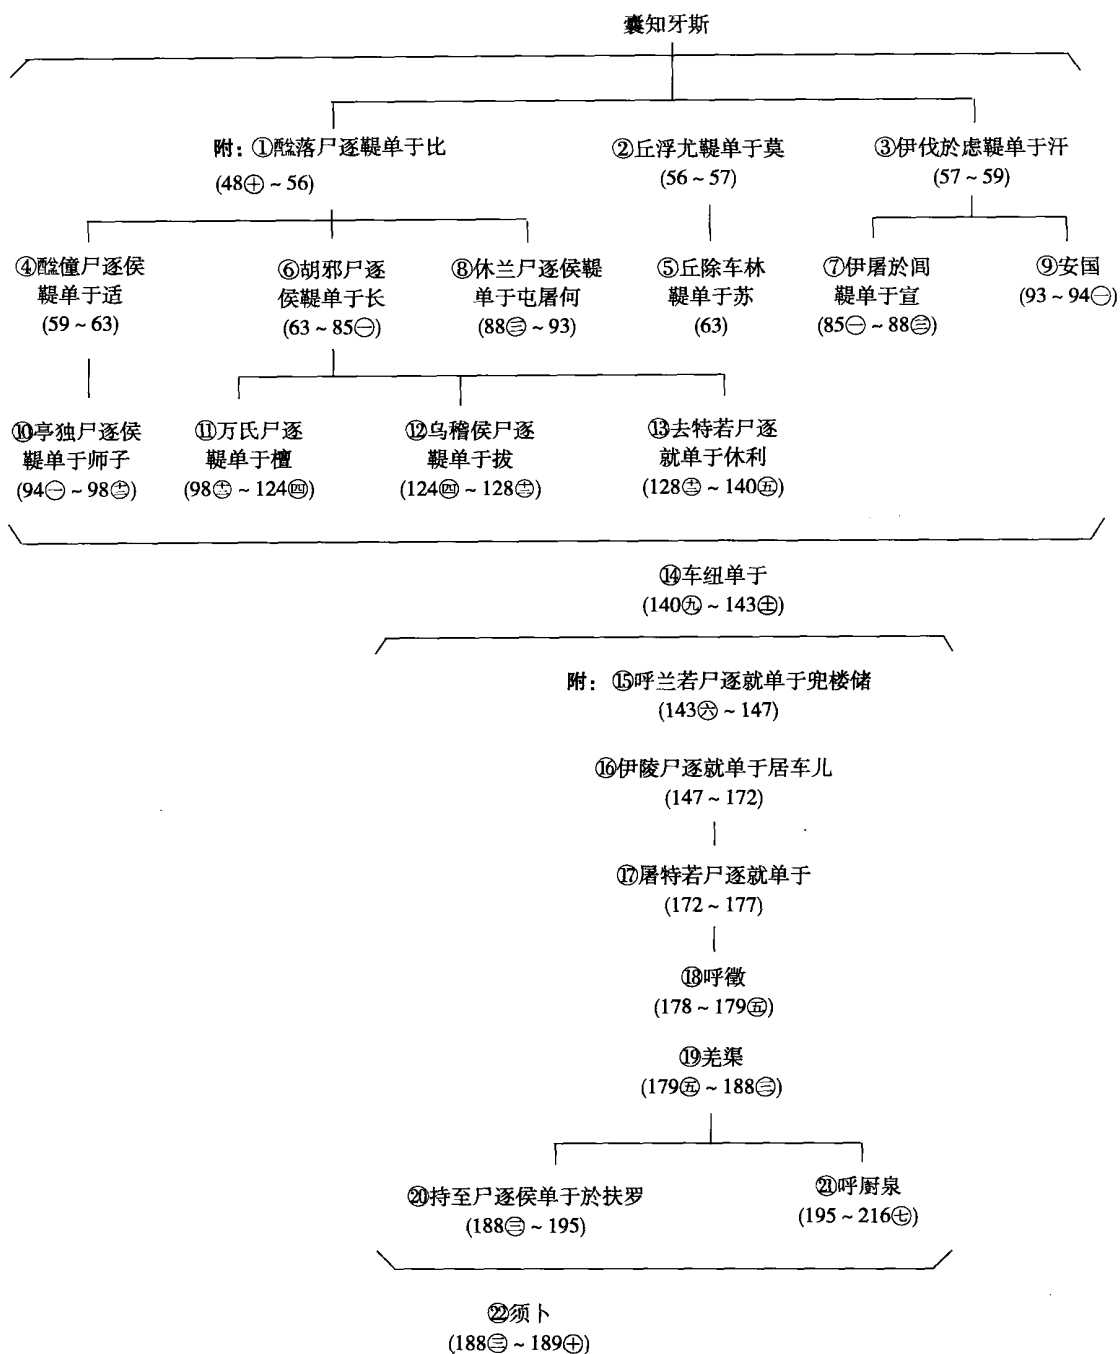 囊知牙斯
附：①醢落尸逐鞮单于比
(48㊉～56)
②丘浮尤鞮单于莫
(56～57)
③伊伐於虑鞮单于汗
(57～59)
④醢僮尸逐侯
鞮单于适
(59～63)
⑥胡邪尸逐
侯鞮单于长
(63～85㊀)
⑧休兰尸逐侯鞮
单于屯屠何
(88㊂～93)
⑤丘除车林
鞮单于苏
(63)
⑦伊屠於闾
鞮单于宣
(85㊀～88㊂)
⑨安国
(93～94㊀)
⑩亭独尸逐侯
鞮单于师子
(94㊀～98)
⑪万氏尸逐
鞮单于檀
(98～124㊃)
⑫乌稽侯尸逐
鞮单于拔
(124㊃～128)
⑬去特若尸逐
就单于休利
(128～140㊄)
⑭车纽单于
(140㊈～143)
附：⑮呼兰若尸逐就单于兜楼储
(143㊅～147)
⑯伊陵尸逐就单于居车儿
(147～172)
⑰屠特若尸逐就单于
(172～177)
⑱呼徵
(178～179㊄)
⑲羌渠
(179㊄～188㊂)
⑳持至尸逐侯单于於扶罗
(188㊂～195)
㉑呼厨泉
(195～216㊆)
㉒须卜
(188㊂～189㊉)